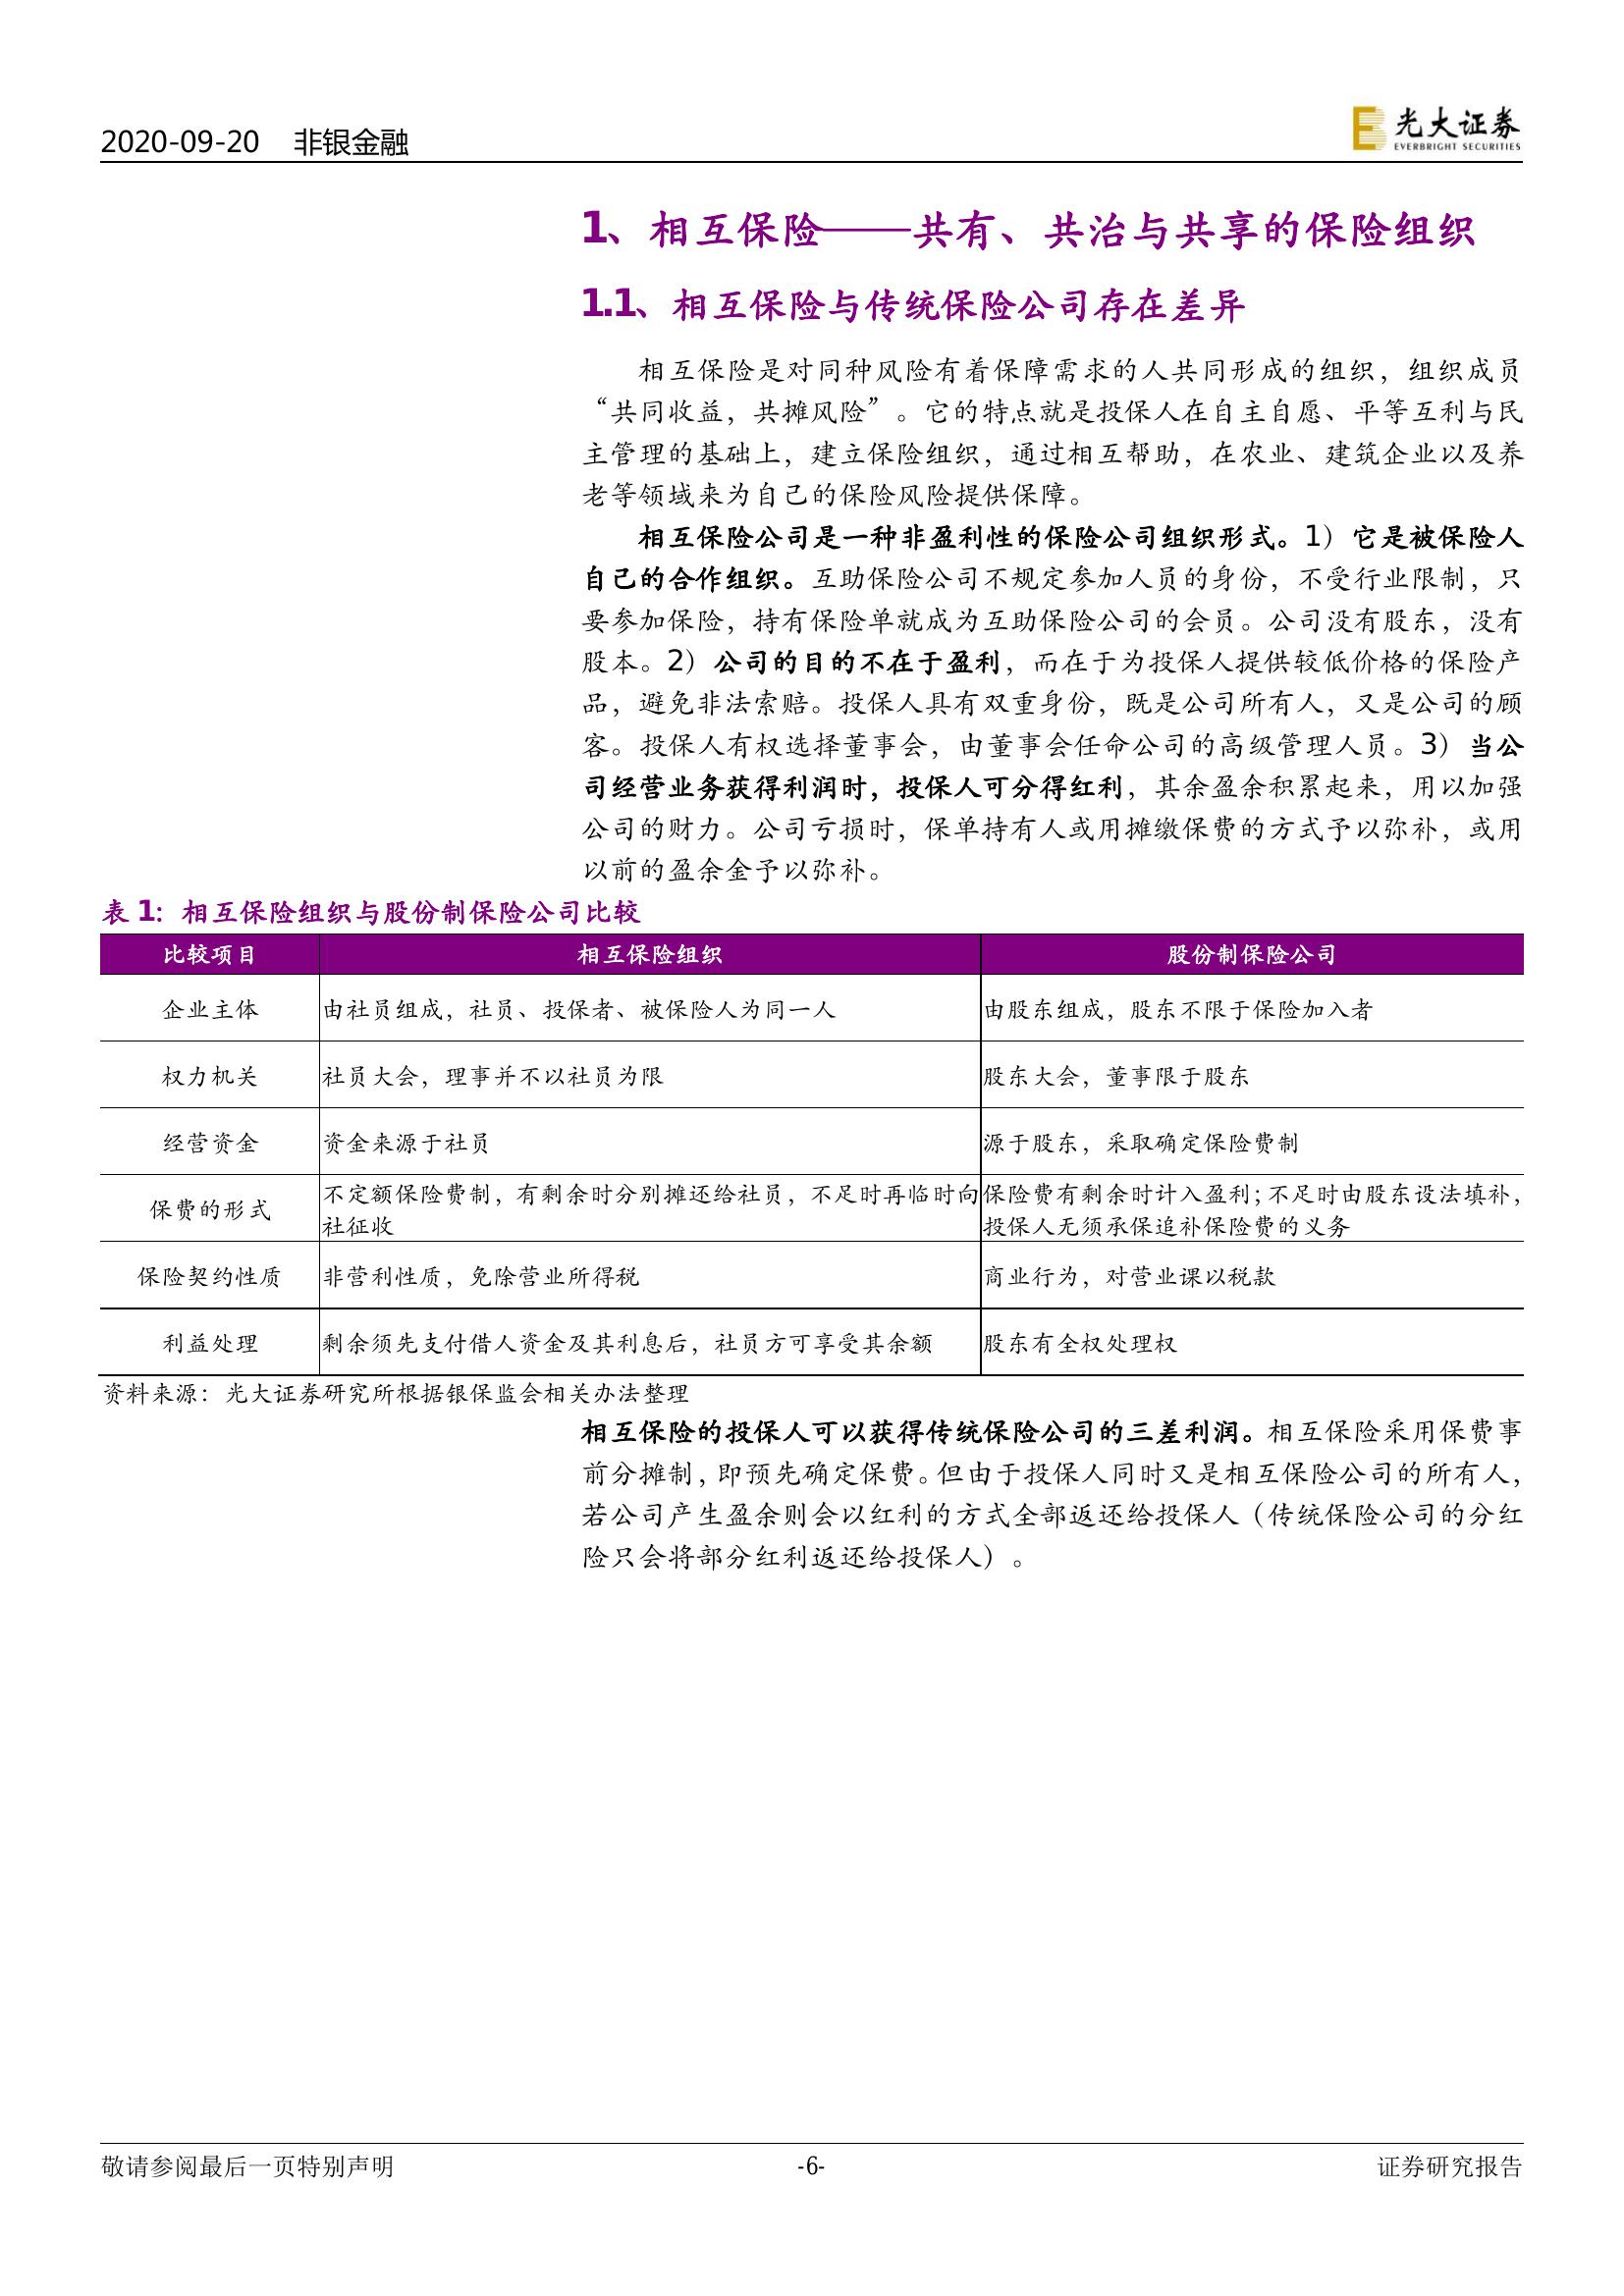 2020-09-20 非银金融
光大证券
EVERBRIGHT SECURITIES
1、相互保险——共有、共治与共享的保险组织
1.1、相互保险与传统保险公司存在差异
相互保险是对同种风险有着保障需求的人共同形成的组织，组织成员
“共同收益，共摊风险”。它的特点就是投保人在自主自愿、平等互利与民
主管理的基础上，建立保险组织，通过相互帮助，在农业、建筑企业以及养
老等领域来为自己的保险风险提供保障。
相互保险公司是一种非盈利性的保险公司组织形式。1）它是被保险人
自己的合作组织。互助保险公司不规定参加人员的身份，不受行业限制，只
要参加保险，持有保险单就成为互助保险公司的会员。公司没有股东，没有
股本。2）公司的目的不在于盈利，而在于为投保人提供较低价格的保险产
品，避免非法索赔。投保人具有双重身份，既是公司所有人，又是公司的顾
客。投保人有权选择董事会，由董事会任命公司的高级管理人员。3）当公
司经营业务获得利润时，投保人可分得红利，其余盈余积累起来，用以加强
公司的财力。公司亏损时，保单持有人或用摊缴保费的方式予以弥补，或用
以前的盈余金予以弥补。
表 1：相互保险组织与股份制保险公司比较
比较项目 相互保险组织 股份制保险公司
企业主体 由社员组成，社员、投保者、被保险人为同一人 由股东组成，股东不限于保险加入者
权力机关 社员大会，理事并不以社员为限 股东大会，董事限于股东
经营资金 资金来源于社员 源于股东，采取确定保险费制
保费的形式 不定额保险费制，有剩余时分别摊还给社员，不足时再临时向 保险费有剩余时计入盈利；不足时由股东设法填补，
社征收 投保人无须承保追补保险费的义务
保险契约性质 非营利性质，免除营业所得税 商业行为，对营业课以税款
利益处理 剩余须先支付借人资金及其利息后，社员方可享受其余额 股东有全权处理权
资料来源：光大证券研究所根据银保监会相关办法整理
相互保险的投保人可以获得传统保险公司的三差利润。相互保险采用保费事
前分摊制，即预先确定保费。但由于投保人同时又是相互保险公司的所有人，
若公司产生盈余则会以红利的方式全部返还给投保人（传统保险公司的分红
险只会将部分红利返还给投保人）。
敬请参阅最后一页特别声明 -6- 证券研究报告